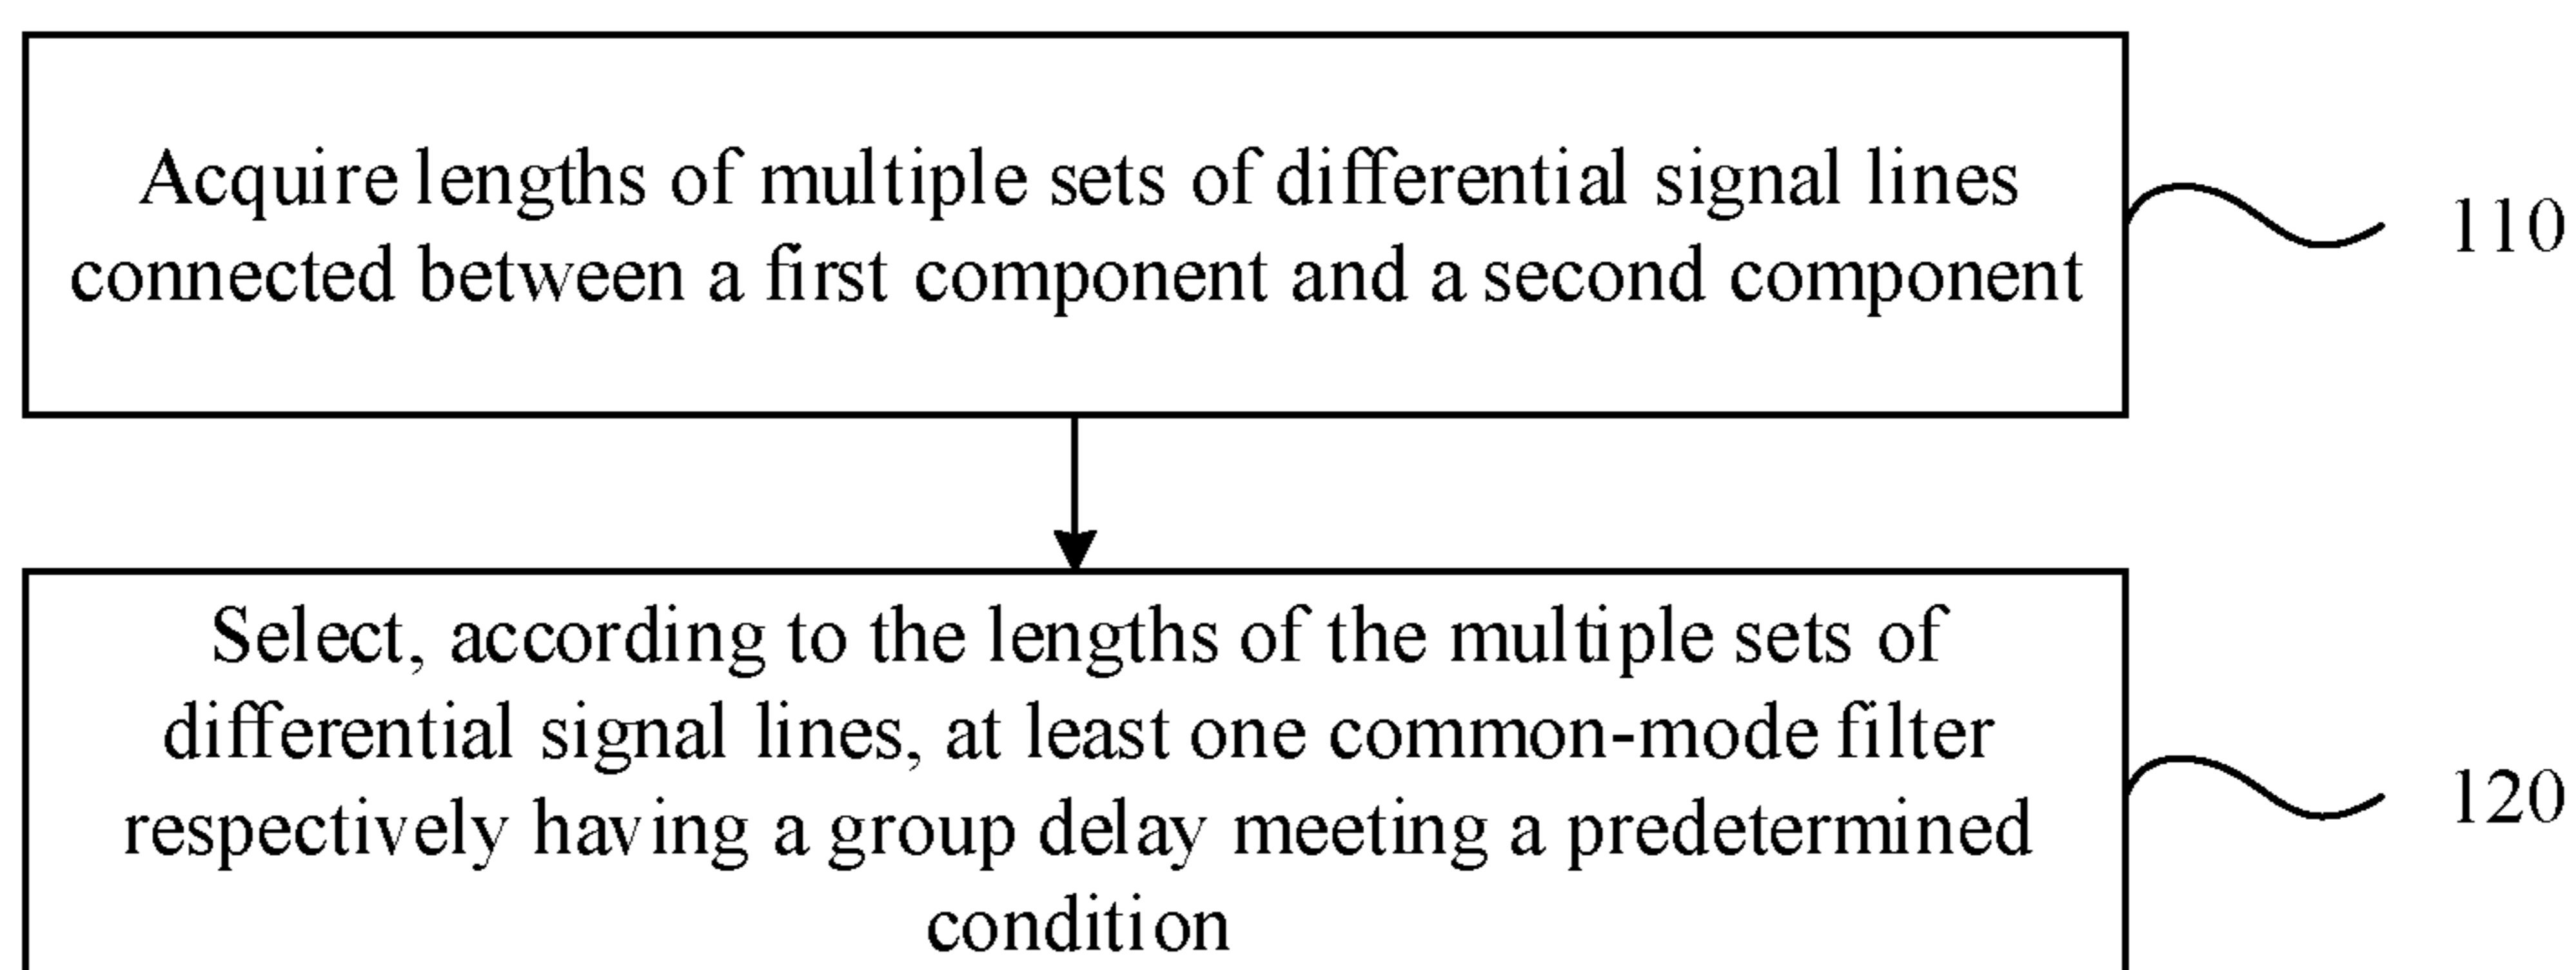 Acquire lengths of multiple sets of differential signal lines
connected between a first component and a second component
110
Select, according to the lengths of the multiple sets of
differential signal lines, at least one common-mode filter
respectively having a group delay meeting a predetermined
condition
120